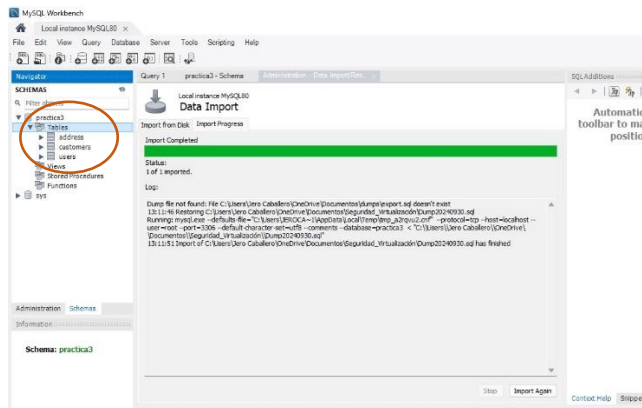 MySQL Workbench
Local instance MySQL80 ×
File Edit View Query Database Server Tools Scripting Help
Navigator
SCHEMAS
Filter objects
practica3
Tables
address
customers
users
Views
Stored Procedures
Functions
sys
Administration Schemas
Information
Schema: practica3
Query 1 practica3 - Schema Administration - Data Import/Res... ×
Local instance MySQL80
Data Import
Import from Disk Import Progress
Import Completed
Status:
1 of 1 imported.
Log:
Dump file not found: File C:\Users\Jero Caballero\OneDrive\Documentos\dumps\export.sql doesn't exist
13:11:46 Restoring C:\Users\Jero Caballero\OneDrive\Documentos\Seguridad_Virtualización\Dump20240930.sql
Running: mysql.exe --defaults-file="C:\Users\JEROCA~1\AppData\Local\Temp\tmp_a2rqvu2.cnf" --protocol=tcp --host=localhost --
user=root --port=3306 --default-character-set=utf8 --comments --database=practica3 < "C:\\Users\\Jero Caballero\\OneDrive\
\Documentos\\Seguridad_Virtualización\\Dump20240930.sql"
13:11:51 Import of C:\Users\Jero Caballero\OneDrive\Documentos\Seguridad_Virtualización\Dump20240930.sql has finished
Stop Import Again
SQL Additions
Automatic
toolbar to ma
positio
Context Help Snippe